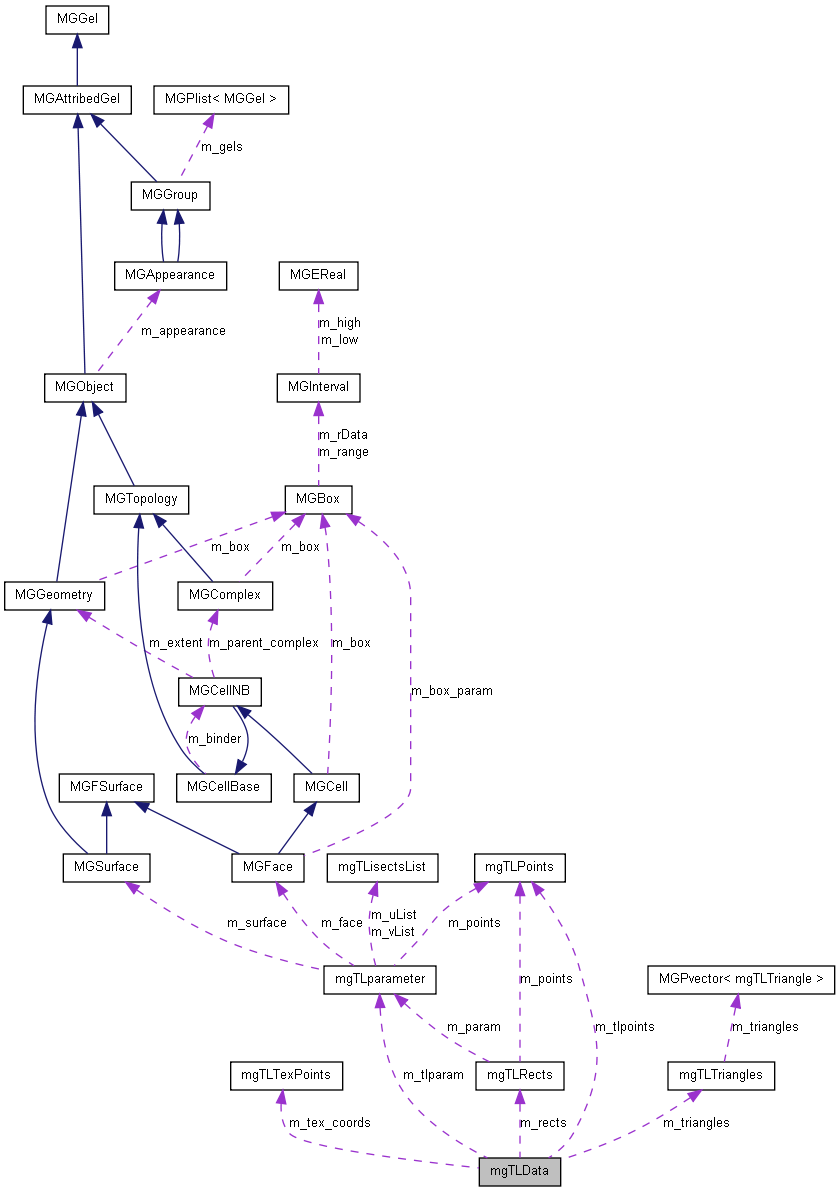 MGGel
MGAttribedGel
MGPlist< MGGel >
m_gels
MGGroup
MGAppearance
MGEReal
m_appearance
m_high
m_low
MGObject
MGInterval
m_rData
m_range
MGTopology
MGBox
m_box
m_box
MGGeometry
MGComplex
m_extent
m_parent_complex
m_box
MGCellNB
m_box_param
m_binder
MGFSurface
MGCellBase
MGCell
MGSurface
MGFace
mgTLisectsList
mgTLPoints
m_surface
m_face
m_uList
m_vList
m_points
mgTLparameter
m_points
MGPvector< mgTLTriangle >
m_param
m_tlpoints
m_triangles
mgTLTexPoints
m_tlparam
mgTLRects
mgTLTriangles
m_tex_coords
m_rects
m_triangles
mgTLData